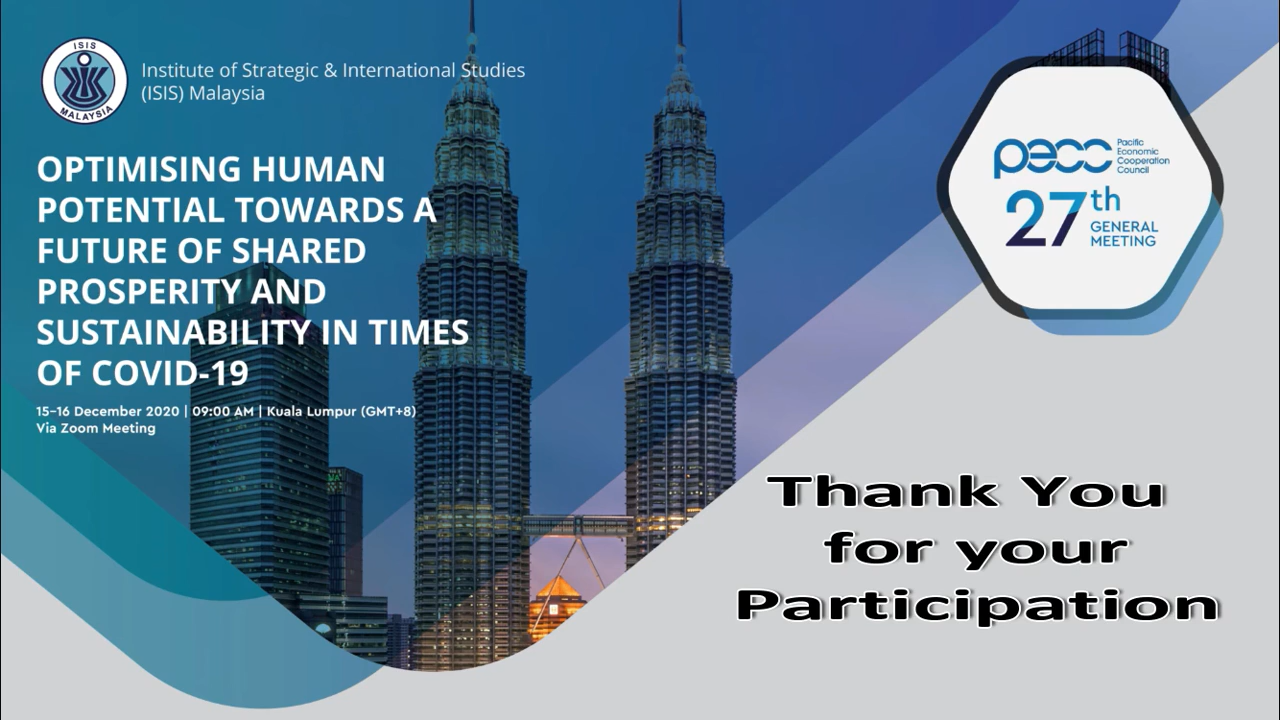 ISIS
MALAYSIA
Institute of Strategic & International Studies
(ISIS) Malaysia
OPTIMISING HUMAN
POTENTIAL TOWARDS A
FUTURE OF SHARED
PROSPERITY AND
SUSTAINABILITY IN TIMES
OF COVID-19
15–16 December 2020 | 09:00 AM | Kuala Lumpur (GMT+8)
Via Zoom Meeting
pecc
Pacific
Economic
Cooperation
Council
27th
GENERAL
MEETING
Thank You
for your
Participation